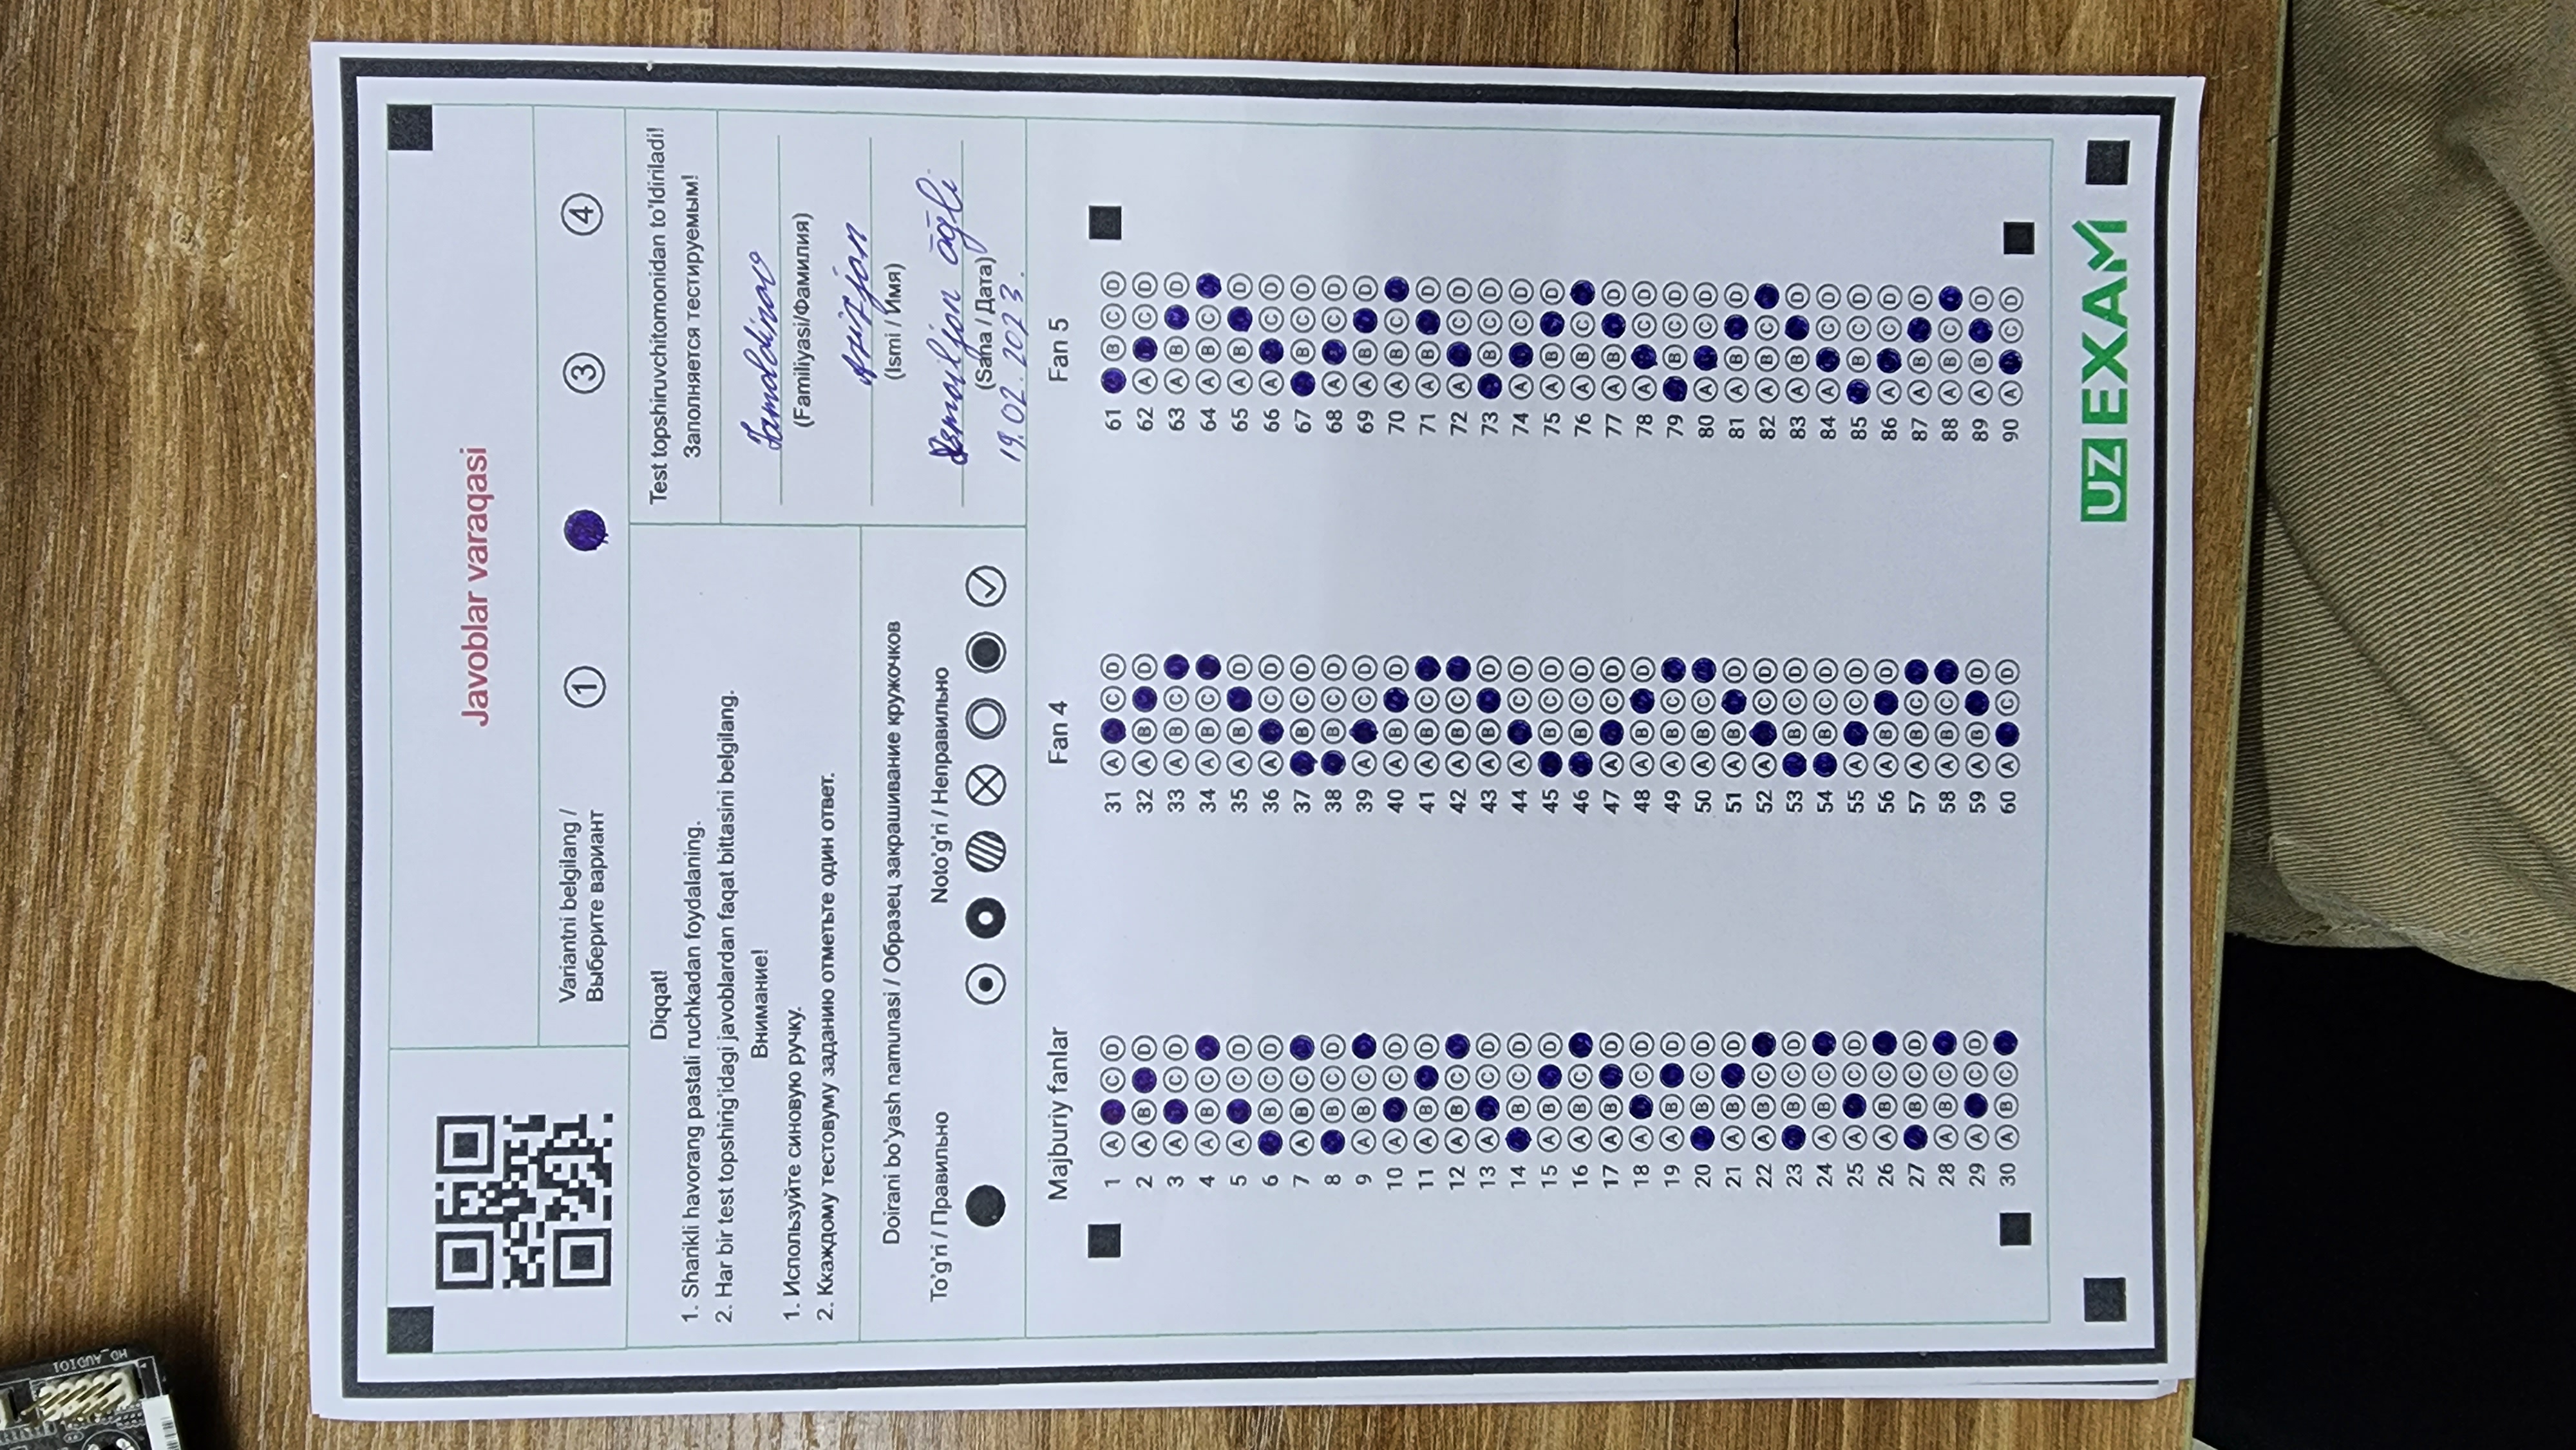 HD_AUDIO1
Javoblar varaqasi
Variantni belgilang /
Выберите вариант
1 3 4
Diqqat!
1. Sharikli havorang pastali ruchkadan foydalaning.
2. Har bir test topshirig'idagi javoblardan faqat bittasini belgilang.
Внимание!
1. Используйте синовую ручку.
2. Ккаждому тестовуму заданию отметьте один ответ.
Test topshiruvchitomonidan to'ldiriladi!
Заполняется тестируемым!
Jamoldinov
(Familiyasi/Фамилия)
Azizjon
(Ismi / Имя)
Ismoiljon õğli
(Sana / Дата)
19.02.2023.
Doirani bo'yash namunasi / Образец закрашивание кружочков
To'g'ri / Правильно
Noto'g'ri / Неправильно
Majburiy fanlar
1 A C D
2 A B D
3 A C D
4 A B C
5 A C D
6 B C D
7 A B C
8 B C D
9 A B C
10 A C D
11 A B D
12 A B C
13 A C D
14 B C D
15 A B D
16 A B C
17 A B D
18 A C D
19 A B D
20 B C D
21 A B D
22 A B C
23 B C D
24 A B C
25 A C D
26 A B C
27 B C D
28 A B C
29 A C D
30 A B C
Fan 4
31 A C D
32 A B D
33 A B C
34 A B C
35 A B D
36 A C D
37 B C D
38 B C D
39 A C D
40 A B D
41 A B C
42 A B C
43 A B D
44 A C D
45 B C D
46 B C D
47 A C D
48 A B D
49 A B C
50 A B C
51 A B D
52 A C D
53 B C D
54 B C D
55 A C D
56 A B D
57 A B C
58 A B C
59 A B D
60 A C D
Fan 5
61 B C D
62 A C D
63 A B D
64 A B C
65 A B D
66 A C D
67 B C D
68 A C D
69 A B D
70 A B C
71 A B D
72 A C D
73 B C D
74 A C D
75 A B D
76 A B C
77 A B D
78 A C D
79 B C D
80 A C D
81 A B D
82 A B C
83 A B D
84 A C D
85 B C D
86 A C D
87 A B D
88 A B C
89 A B D
90 A C D
UZ EXAM